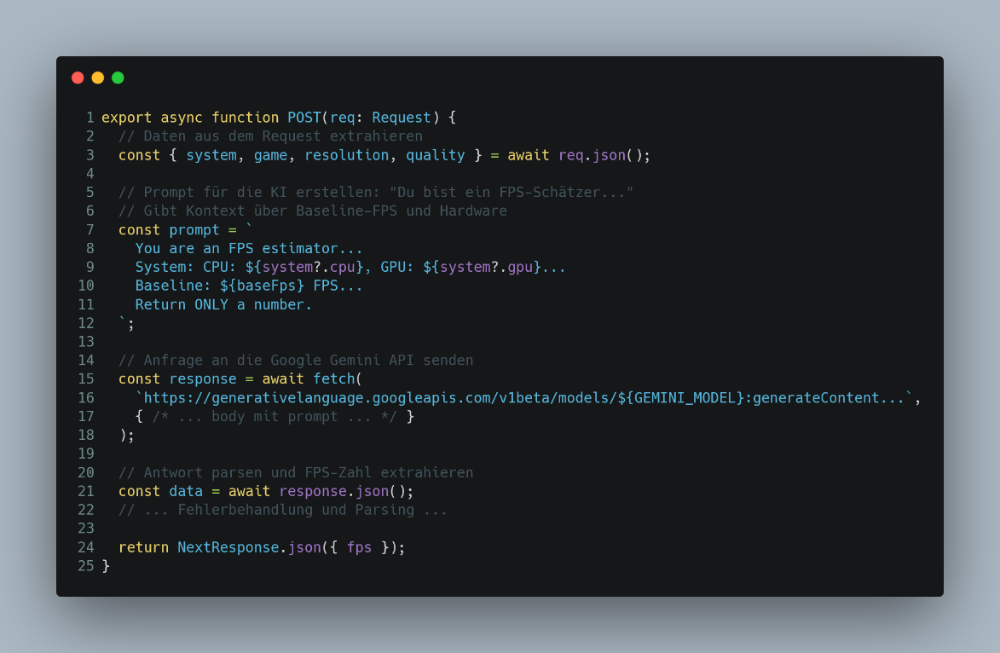 1 export async function POST(req: Request) {
2   // Daten aus dem Request extrahieren
3   const { system, game, resolution, quality } = await req.json();
4
5   // Prompt für die KI erstellen: "Du bist ein FPS-Schätzer..."
6   // Gibt Kontext über Baseline-FPS und Hardware
7   const prompt = `
8     You are an FPS estimator...
9     System: CPU: ${system?.cpu}, GPU: ${system?.gpu}...
10     Baseline: ${baseFps} FPS...
11     Return ONLY a number.
12   `;
13
14   // Anfrage an die Google Gemini API senden
15   const response = await fetch(
16     `https://generativelanguage.googleapis.com/v1beta/models/${GEMINI_MODEL}:generateContent...`,
17     { /* ... body mit prompt ... */ }
18   );
19
20   // Antwort parsen und FPS-Zahl extrahieren
21   const data = await response.json();
22   // ... Fehlerbehandlung und Parsing ...
23
24   return NextResponse.json({ fps });
25 }